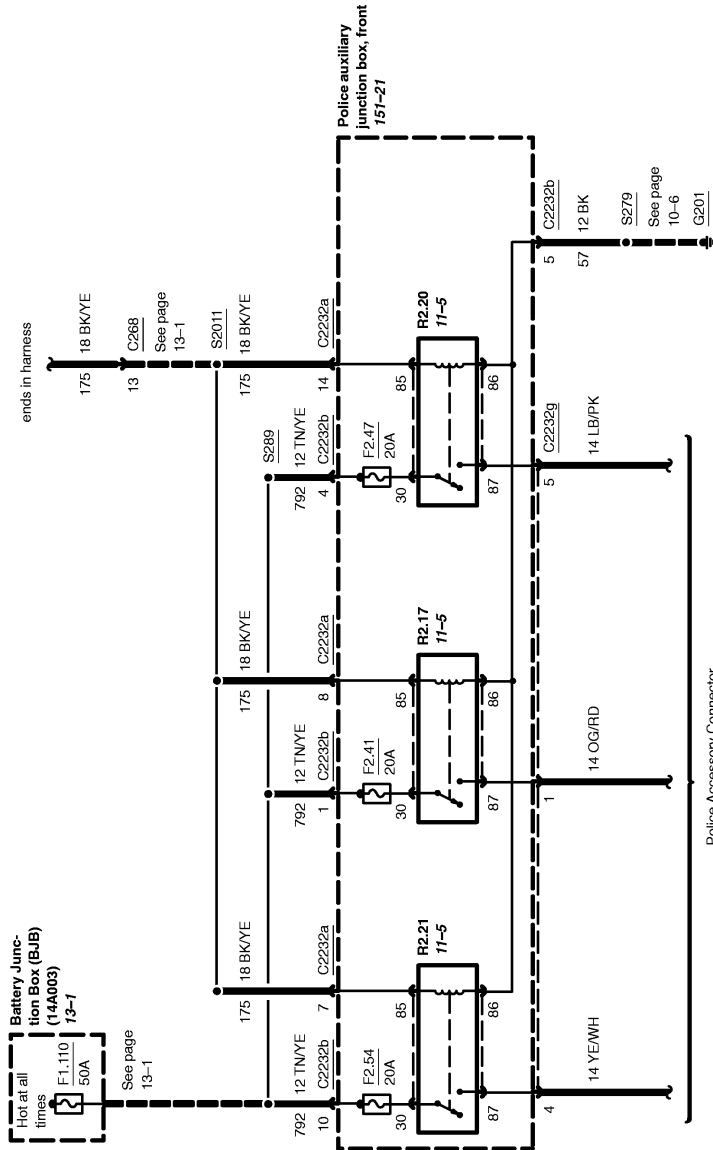 Battery Junc-
tion Box (BJB)
(14A003)
13–1
Hot at all
times
F1.110
50A
See page
13–1
ends in harness
175
18 BK/YE
13
C268
See page
13–1
S2011
175
18 BK/YE
14
C2232a
S289
792
12 TN/YE
4
C2232b
175
18 BK/YE
8
C2232a
792
12 TN/YE
1
C2232b
175
18 BK/YE
7
C2232a
792
12 TN/YE
10
C2232b
Police auxiliary
junction box, front
151–21
F2.54
20A
30
85
R2.21
11–5
87
86
F2.41
20A
30
85
R2.17
11–5
87
86
F2.47
20A
30
85
R2.20
11–5
87
86
4
14 YE/WH
1
14 OG/RD
5
C2232g
14 LB/PK
5
C2232b
57
12 BK
S279
See page
10–6
G201
Police Accessory Connector